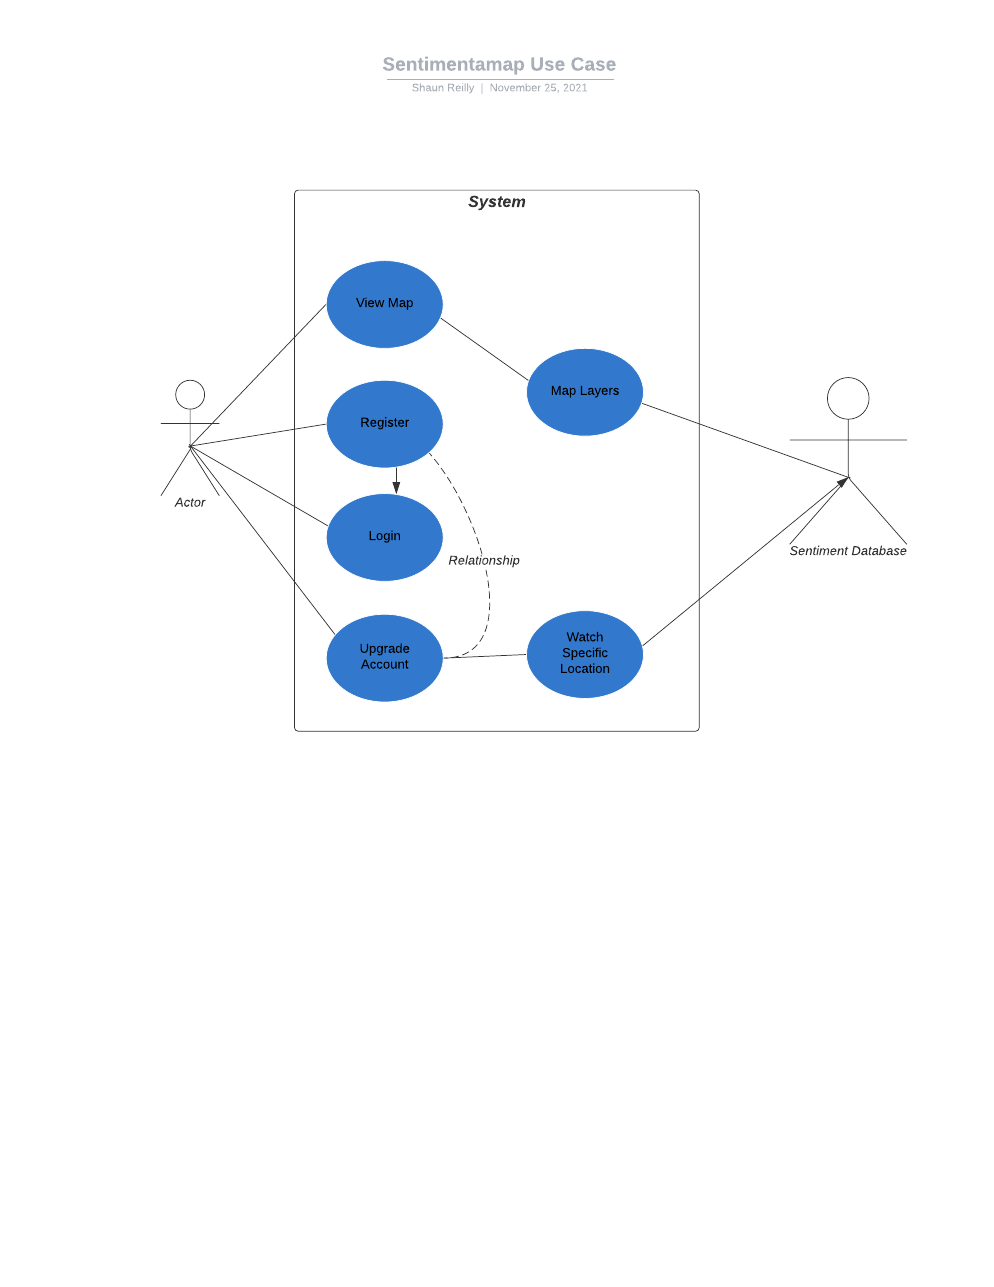 Sentimentamap Use Case
Shaun Reilly | November 25, 2021
System
View Map
Map Layers
Register
Actor
Login
Relationship
Sentiment Database
Upgrade
Account
Watch
Specific
Location